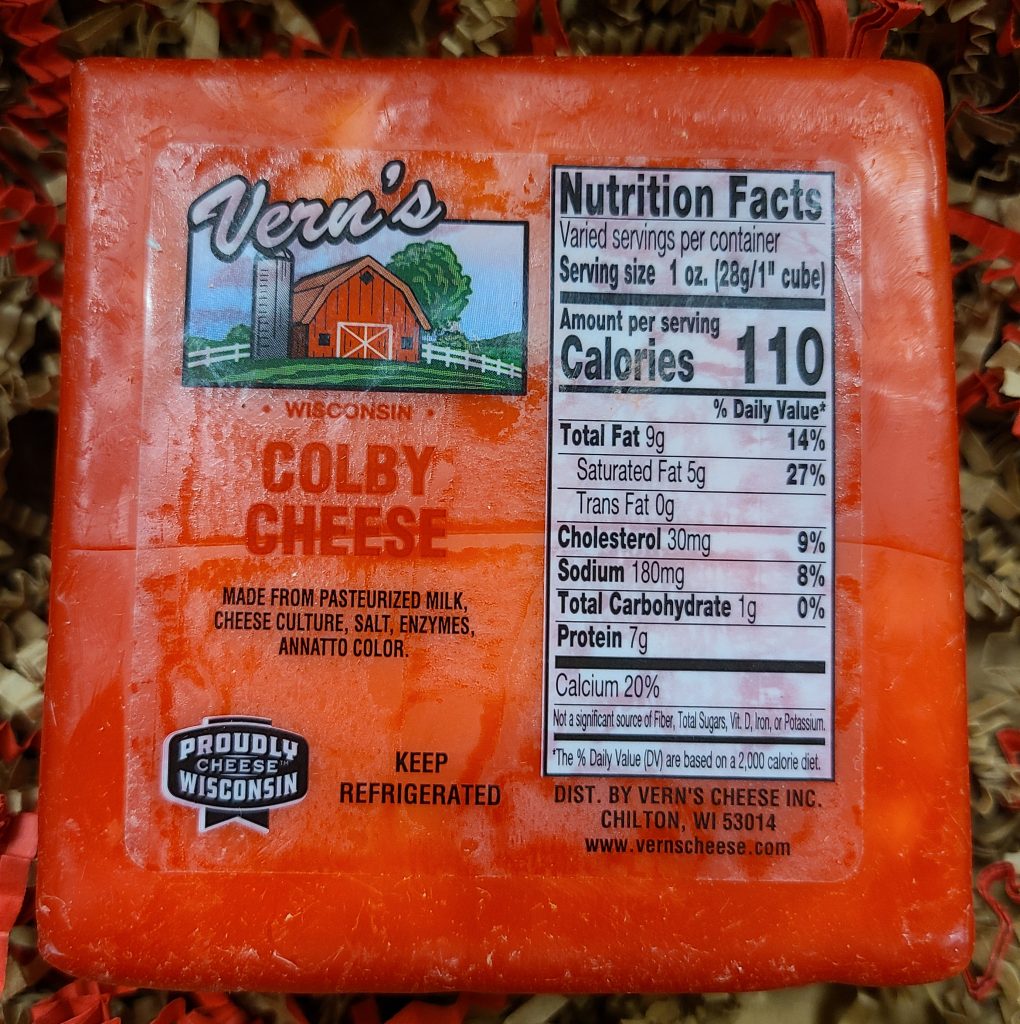 Vern's
• WISCONSIN •
COLBY
CHEESE
MADE FROM PASTEURIZED MILK,
CHEESE CULTURE, SALT, ENZYMES,
ANNATTO COLOR.
PROUDLY
CHEESE™
WISCONSIN
KEEP
REFRIGERATED
Nutrition Facts
Varied servings per container
Serving size 1 oz. (28g/1" cube)
Amount per serving
Calories 110
% Daily Value*
Total Fat 9g 14%
Saturated Fat 5g 27%
Trans Fat 0g
Cholesterol 30mg 9%
Sodium 180mg 8%
Total Carbohydrate 1g 0%
Protein 7g
Calcium 20%
Not a significant source of Fiber, Total Sugars, Vit. D, Iron, or Potassium.
*The % Daily Value (DV) are based on a 2,000 calorie diet.
DIST. BY VERN'S CHEESE INC.
CHILTON, WI 53014
www.vernscheese.com